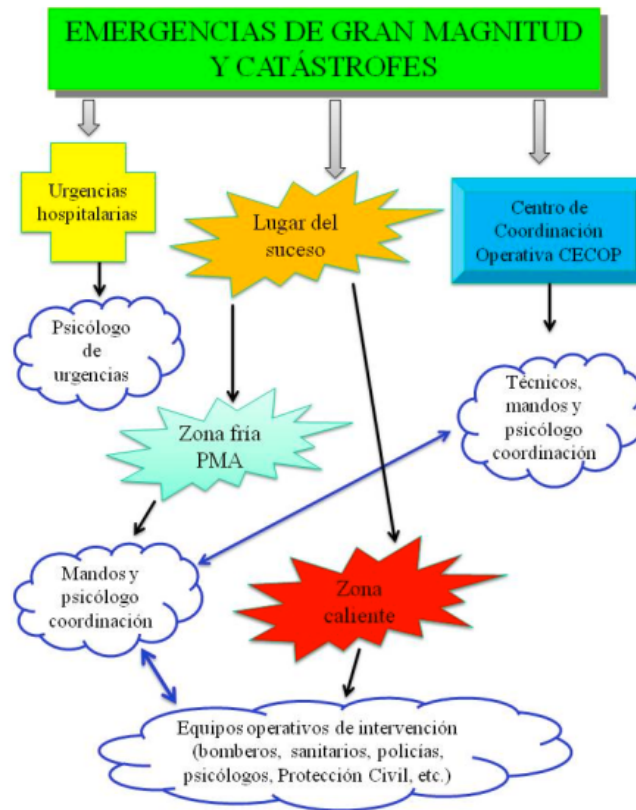 EMERGENCIAS DE GRAN MAGNITUD
Y CATÁSTROFES
Urgencias
hospitalarias
Lugar del
suceso
Centro de
Coordinación
Operativa CECOP
Psicólogo
de
urgencias
Técnicos,
mandos y
psicólogo
coordinación
Zona fría
PMA
Mandos y
psicólogo
coordinación
Zona
caliente
Equipos operativos de intervención
(bomberos, sanitarios, policías,
psicólogos, Protección Civil, etc.)